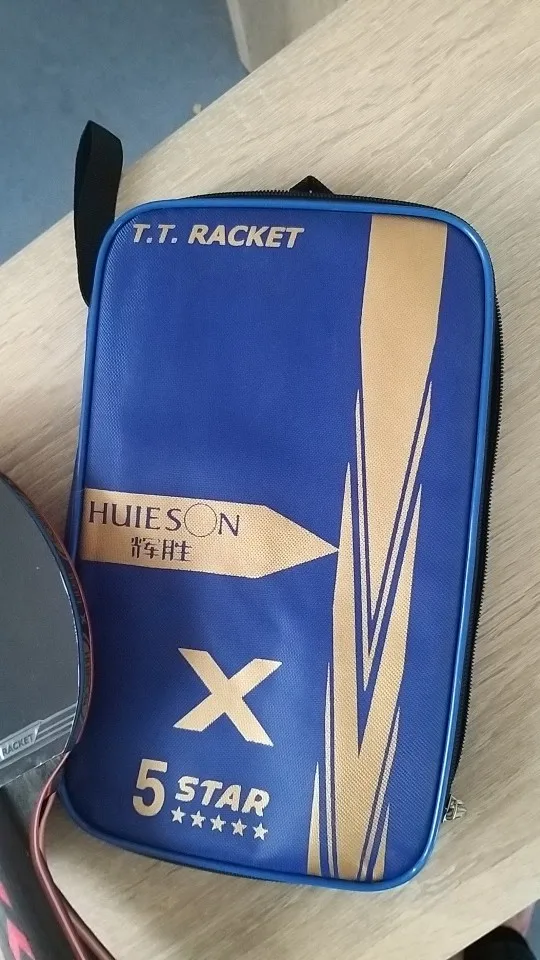 T.T. RACKET
HUIESON
辉胜
X
5 STAR
RACKET